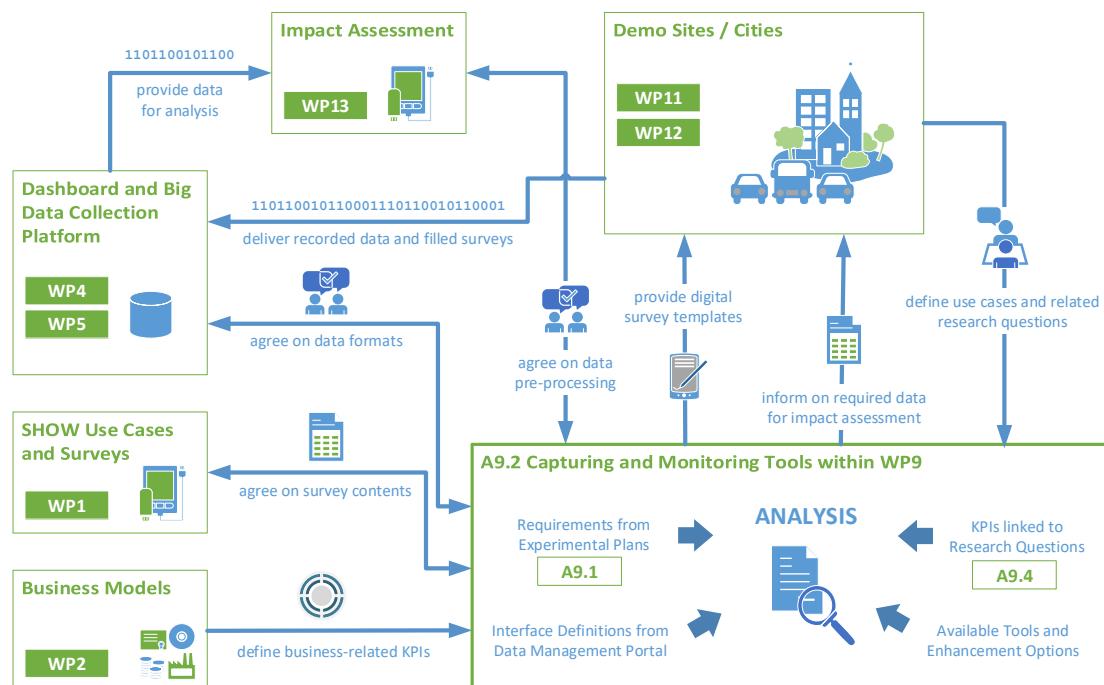 Impact Assessment
WP13
Demo Sites / Cities
WP11
WP12
1101100101100
provide data
for analysis
Dashboard and Big
Data Collection
Platform
WP4
WP5
1101100101100011101100101100​01
deliver recorded data and filled surveys
agree on data formats
agree on data
pre-processing
provide digital
survey templates
inform on required data
for impact assessment
define use cases and related
research questions
SHOW Use Cases
and Surveys
WP1
agree on survey contents
Business Models
WP2
define business-related KPIs
A9.2 Capturing and Monitoring Tools within WP9
ANALYSIS
Requirements from
Experimental Plans
A9.1
KPIs linked to
Research Questions
A9.4
Interface Definitions from
Data Management Portal
Available Tools and
Enhancement Options